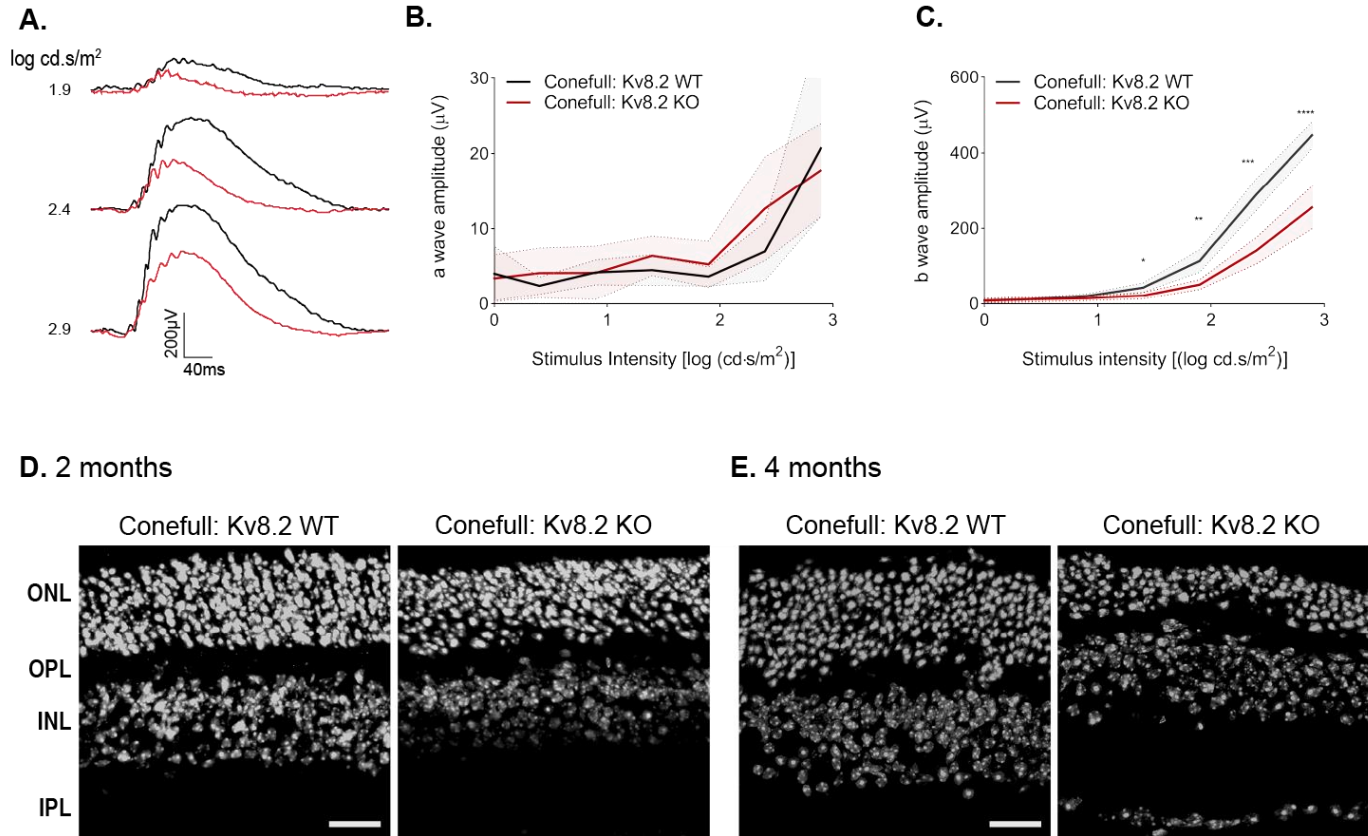 A.
log cd.s/m²
1.9
2.4
2.9
200µV
40ms
B.
Conefull: Kv8.2 WT
Conefull: Kv8.2 KO
a wave amplitude (µV)
30
20
10
0
0 1 2 3
Stimulus Intensity [log (cd·s/m²)]
C.
Conefull: Kv8.2 WT
Conefull: Kv8.2 KO
b wave amplitude (µV)
600
400
200
0
* ** *** ****
0 1 2 3
Stimulus intensity [(log cd.s/m²)]
D. 2 months
Conefull: Kv8.2 WT Conefull: Kv8.2 KO
ONL
OPL
INL
IPL
E. 4 months
Conefull: Kv8.2 WT Conefull: Kv8.2 KO